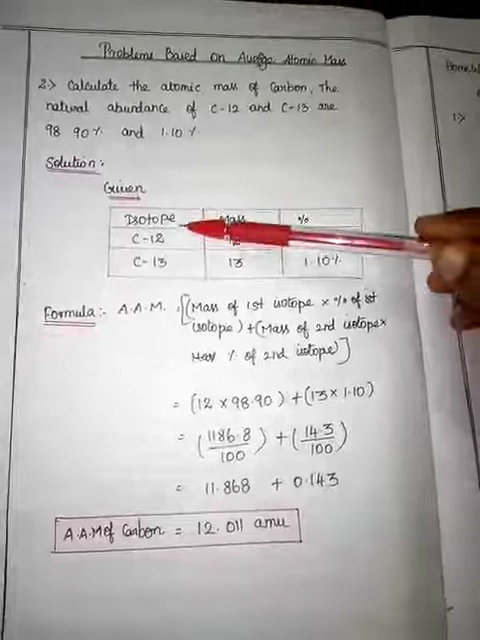 Problems Based on Average Atomic Mass
2> Calculate the atomic mass of Carbon, The
natural abundance of C-12 and C-13 are
98 90% and 1.10%.
Solution:-
Given
Isotope Mass %
C-12 12
C-13 13 1.10%
Formula:- A.A.M. = [(Mass of 1st isotope × % of 1st
isotope) + (Mass of 2nd isotope ×
Mass % of 2nd isotope)]
= (12 × 98.90) + (13 × 1.10)
= (1186.8/100) + (14.3/100)
= 11.868 + 0.143
A.A.M of Carbon = 12.011 amu
1>